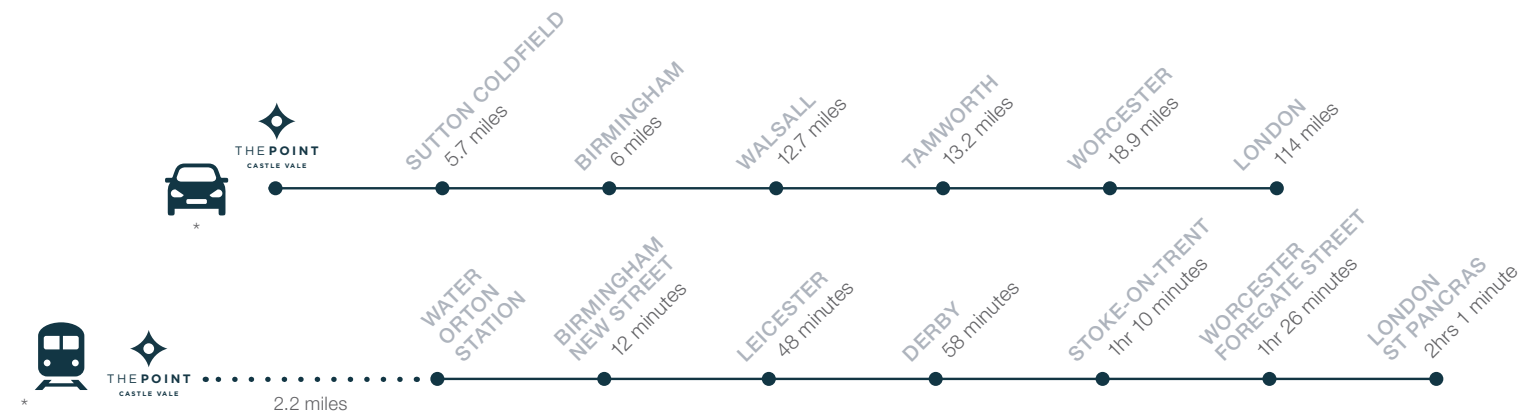 THE POINT
CASTLE VALE
SUTTON COLDFIELD
5.7 miles
BIRMINGHAM
6 miles
WALSALL
12.7 miles
TAMWORTH
13.2 miles
WORCESTER
18.9 miles
LONDON
114 miles
*
THE POINT
CASTLE VALE
*
2.2 miles
WATER
ORTON
STATION
BIRMINGHAM
NEW STREET
12 minutes
LEICESTER
48 minutes
DERBY
58 minutes
STOKE-ON-TRENT
1hr 10 minutes
WORCESTER
FOREGATE STREET
1hr 26 minutes
LONDON
ST PANCRAS
2hrs 1 minute